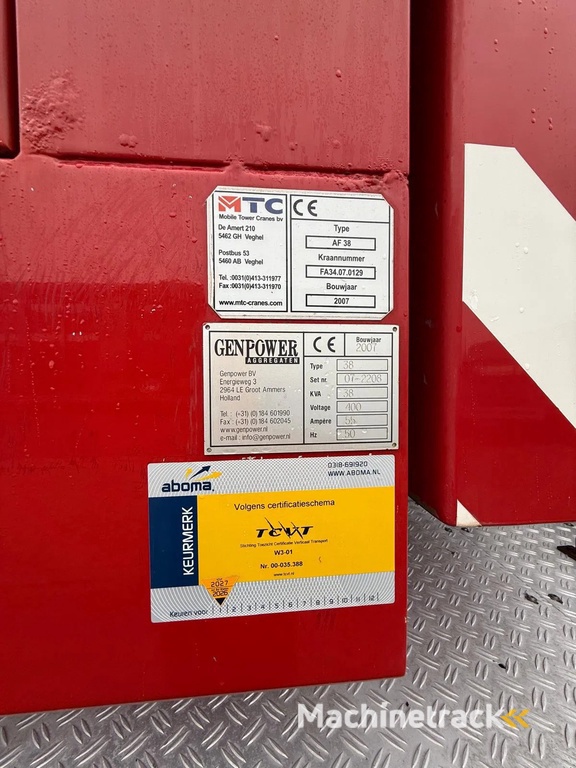 MTC
Mobile Tower Cranes bv
De Amert 210
5462 GH Veghel
Postbus 53
5460 AB Veghel
Tel. :0031(0)413-311977
Fax :0031(0)413-311970
www.mtc-cranes.com
CE
Type
AF 38
Kraannummer
FA34.07.0129
Bouwjaar
2007
GENPOWER
AGGREGATEN
Genpower BV
Energieweg 3
2964 LE Groot Ammers
Holland
Tel. : (+31) (0) 184 601990
Fax : (+31) (0) 184 602045
www.genpower.nl
e-mail : info@genpower.nl
CE
Bouwjaar
2007
Type 38
Set nr 07-2208
KVA 38
Voltage 400
Ampère 55
Hz 50
aboma
0318-691920
WWW.ABOMA.NL
KEURMERK
Volgens certificatieschema
TCVT
Stichting Toezicht Certificatie Verticaal Transport
W3-01
Nr. 00-035.388
www.tcvt.nl
2027
2026
Keuren voor 1 2 3 4 5 6 7 8 9 10 11 12
Machinetrack